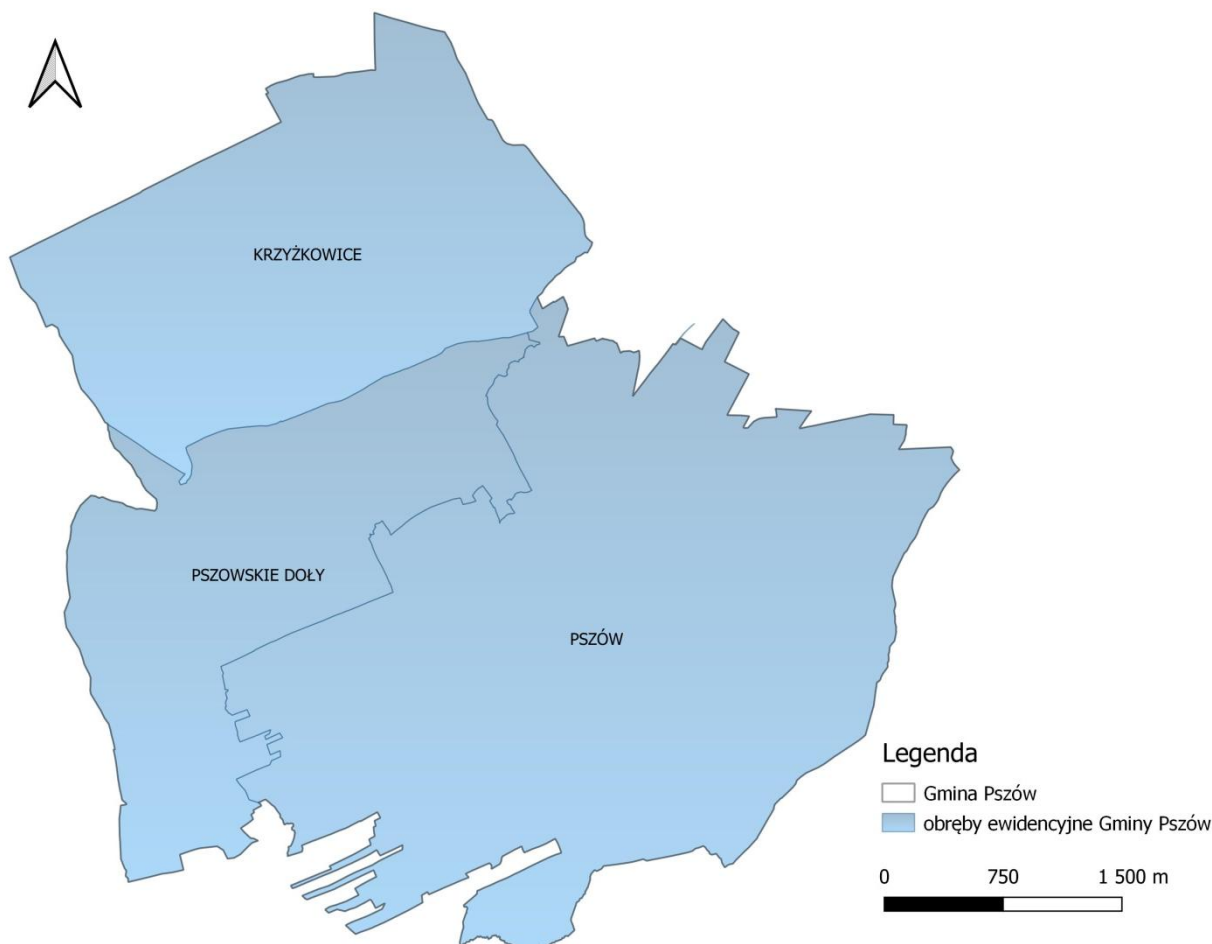 KRZYŻKOWICE
PSZOWSKIE DOŁY
PSZÓW
Legenda
Gmina Pszów
obręby ewidencyjne Gminy Pszów
0 750 1 500 m